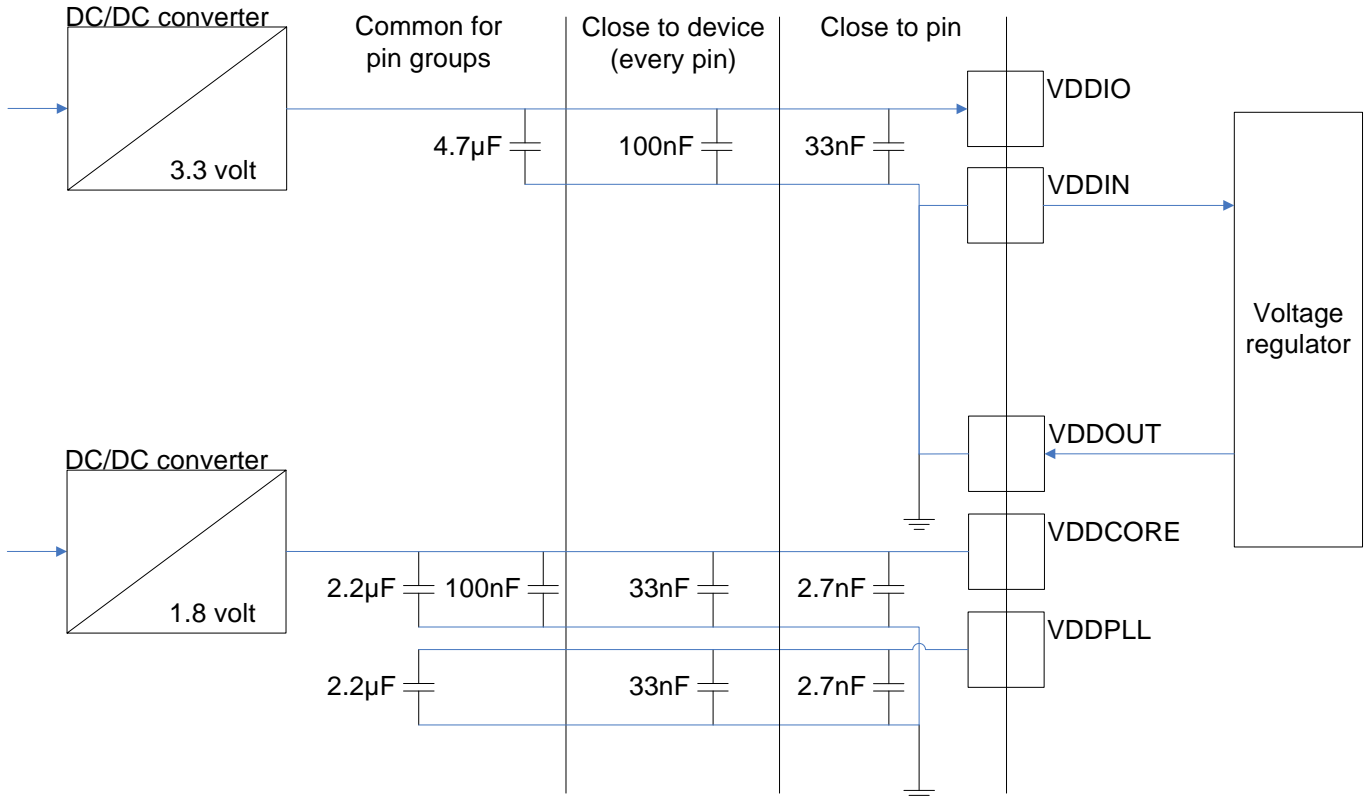 DC/DC converter
Common for
pin groups
Close to device
(every pin)
Close to pin
VDDIO
4.7µF
100nF
33nF
3.3 volt
VDDIN
Voltage
regulator
VDDOUT
DC/DC converter
VDDCORE
2.2µF
100nF
33nF
2.7nF
1.8 volt
VDDPLL
2.2µF
33nF
2.7nF